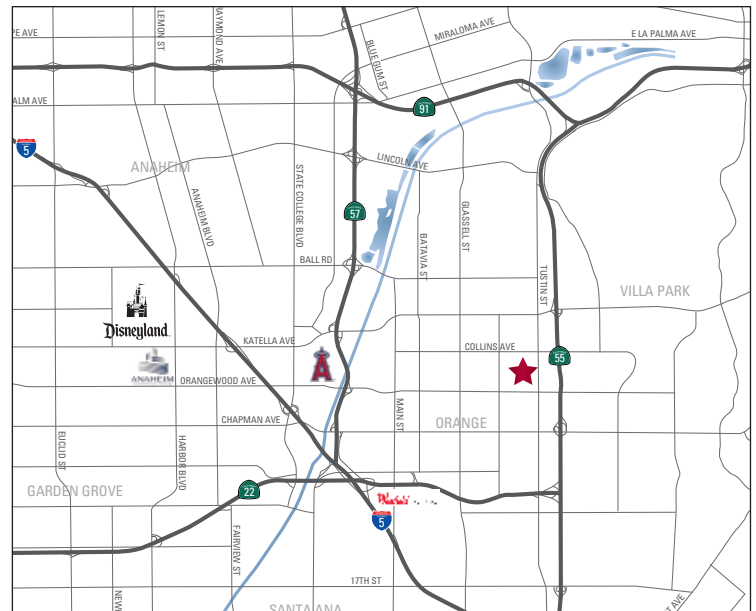 PE AVE
LEMON ST
RAYMOND AVE
BLUEGUM ST
MIRALOMA AVE
E LA PALMA AVE
ALM AVE
91
5
ANAHEIM
LINCOLN AVE
STATE COLLEGE BLVD
ANAHEIM BLVD
57
GLASSELL ST
BATAVIA ST
BALL RD
TUSTIN ST
VILLA PARK
Disneyland
KATELLA AVE
COLLINS AVE
55
A
ANAHEIM
ORANGEWOOD AVE
CHAPMAN AVE
MAIN ST
ORANGE
EUCLID ST
HARBOR BLVD
GARDEN GROVE
22
5
FAIRVIEW ST
17TH ST
NEW
SANTA ANA
T AVE